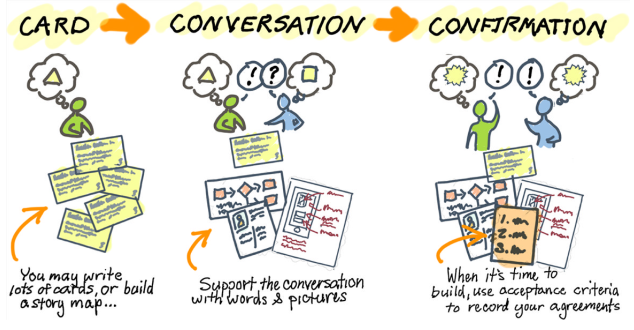 CARD
CONVERSATION
CONFIRMATION
! ?
! !
1.
2.
3.
You may write
lots of cards, or build
a story map...
Support the conversation
with words & pictures
When it's time to
build, use acceptance criteria
to record your agreements